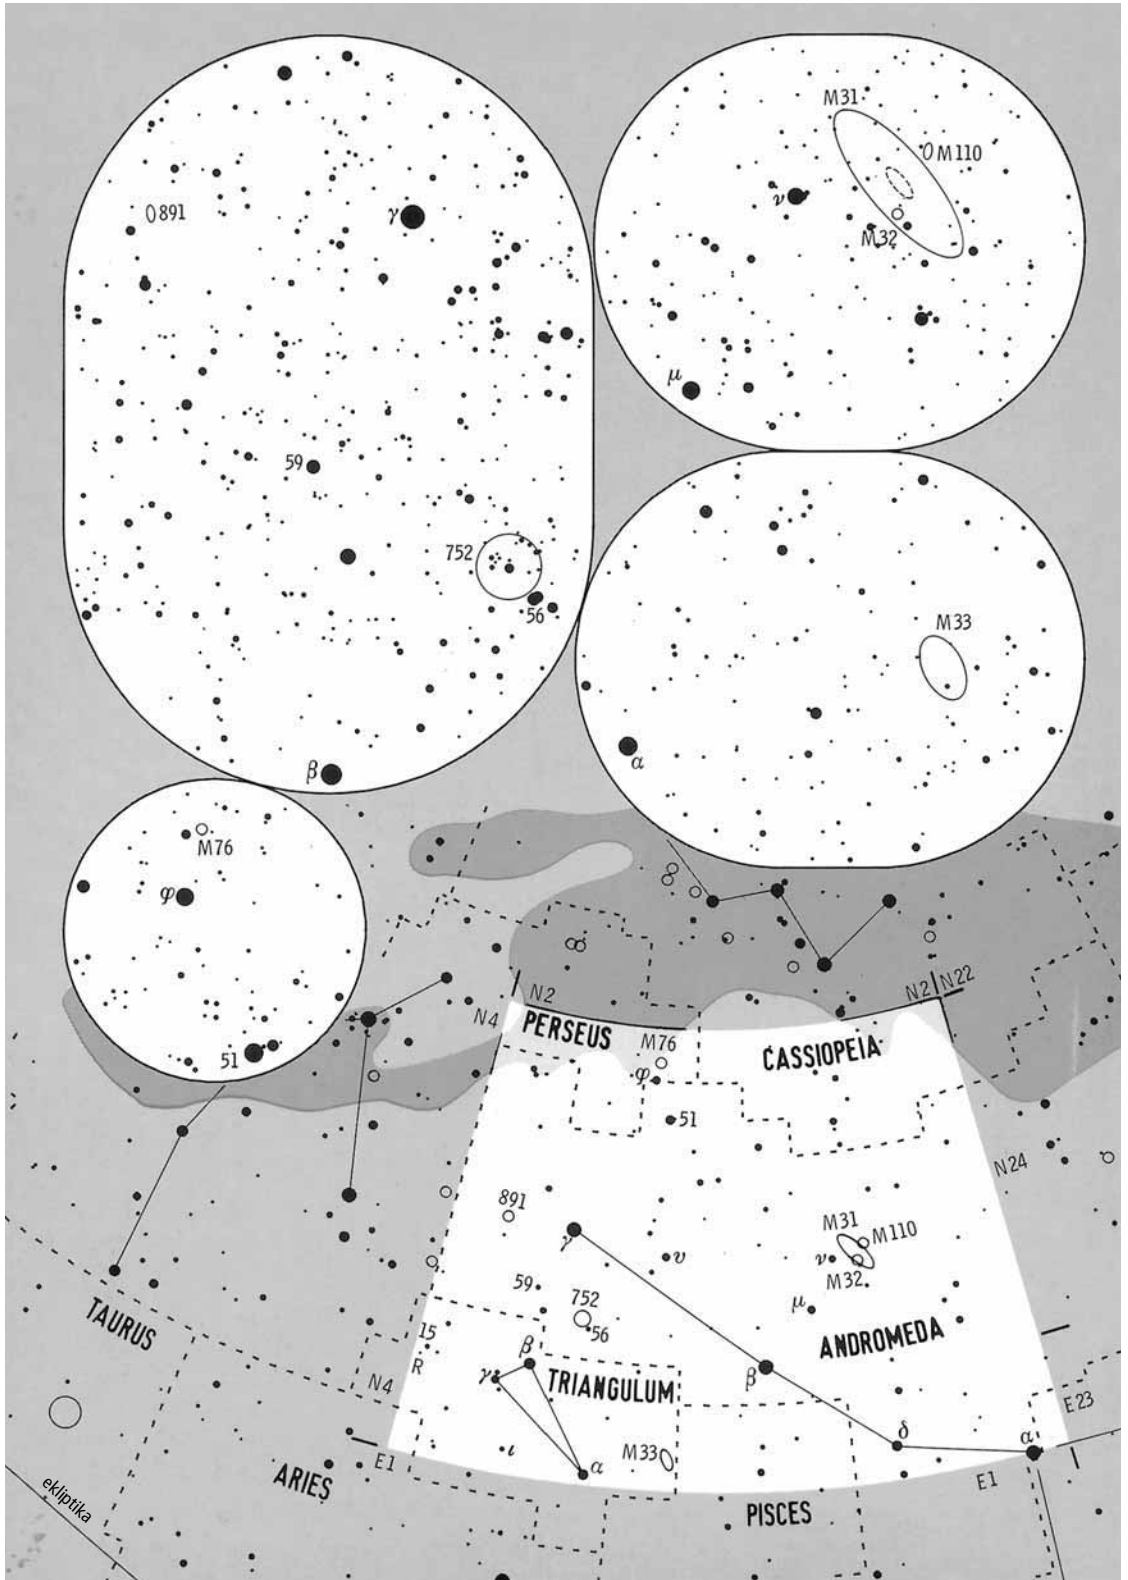 M31
M110
891
γ
ν
M32
μ
59
752
56
M33
β
α
M76
φ
51
N2
N4
N2
N22
PERSEUS
M76
CASSIOPEIA
φ
51
N24
891
M31
M110
γ
υ
ν
M32
59
752
μ
TAURUS
15
56
ANDROMEDA
R
β
γ
TRIANGULUM
β
N4
E23
δ
α
ι
M33
E1
α
E1
ARIES
PISCES
ekliptika